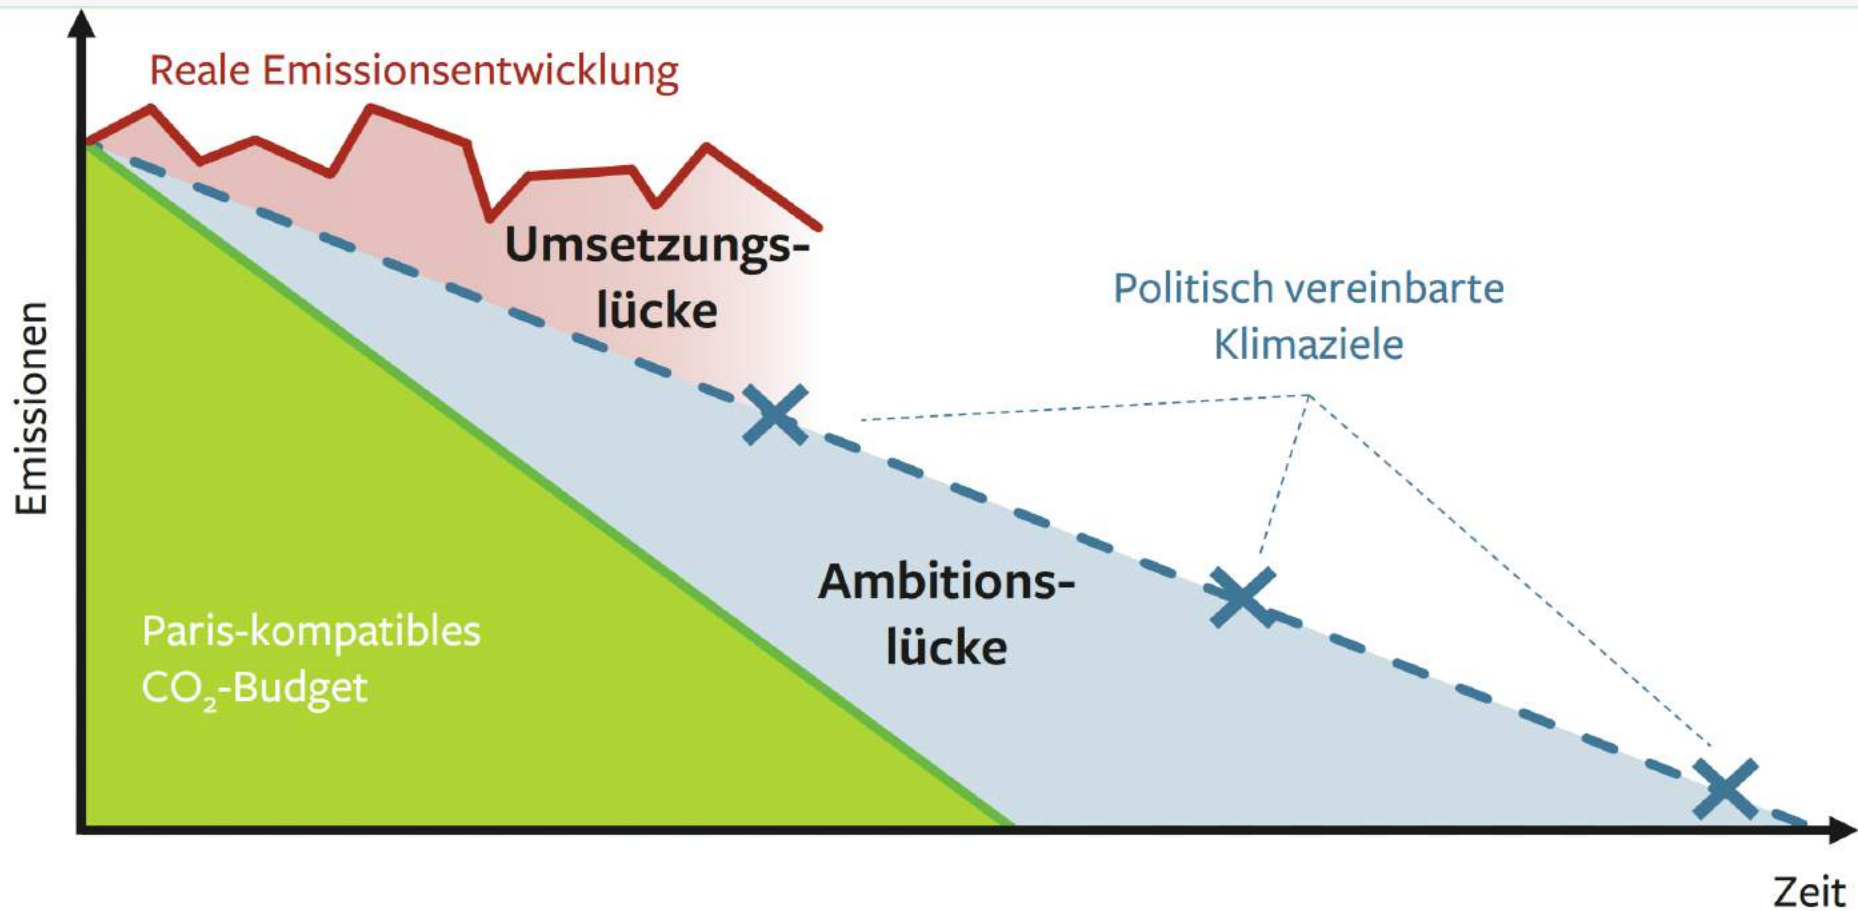 Reale Emissionsentwicklung
Umsetzungs-
lücke
Politisch vereinbarte
Klimaziele
Emissionen
Ambitions-
lücke
Paris-kompatibles
CO₂-Budget
Zeit